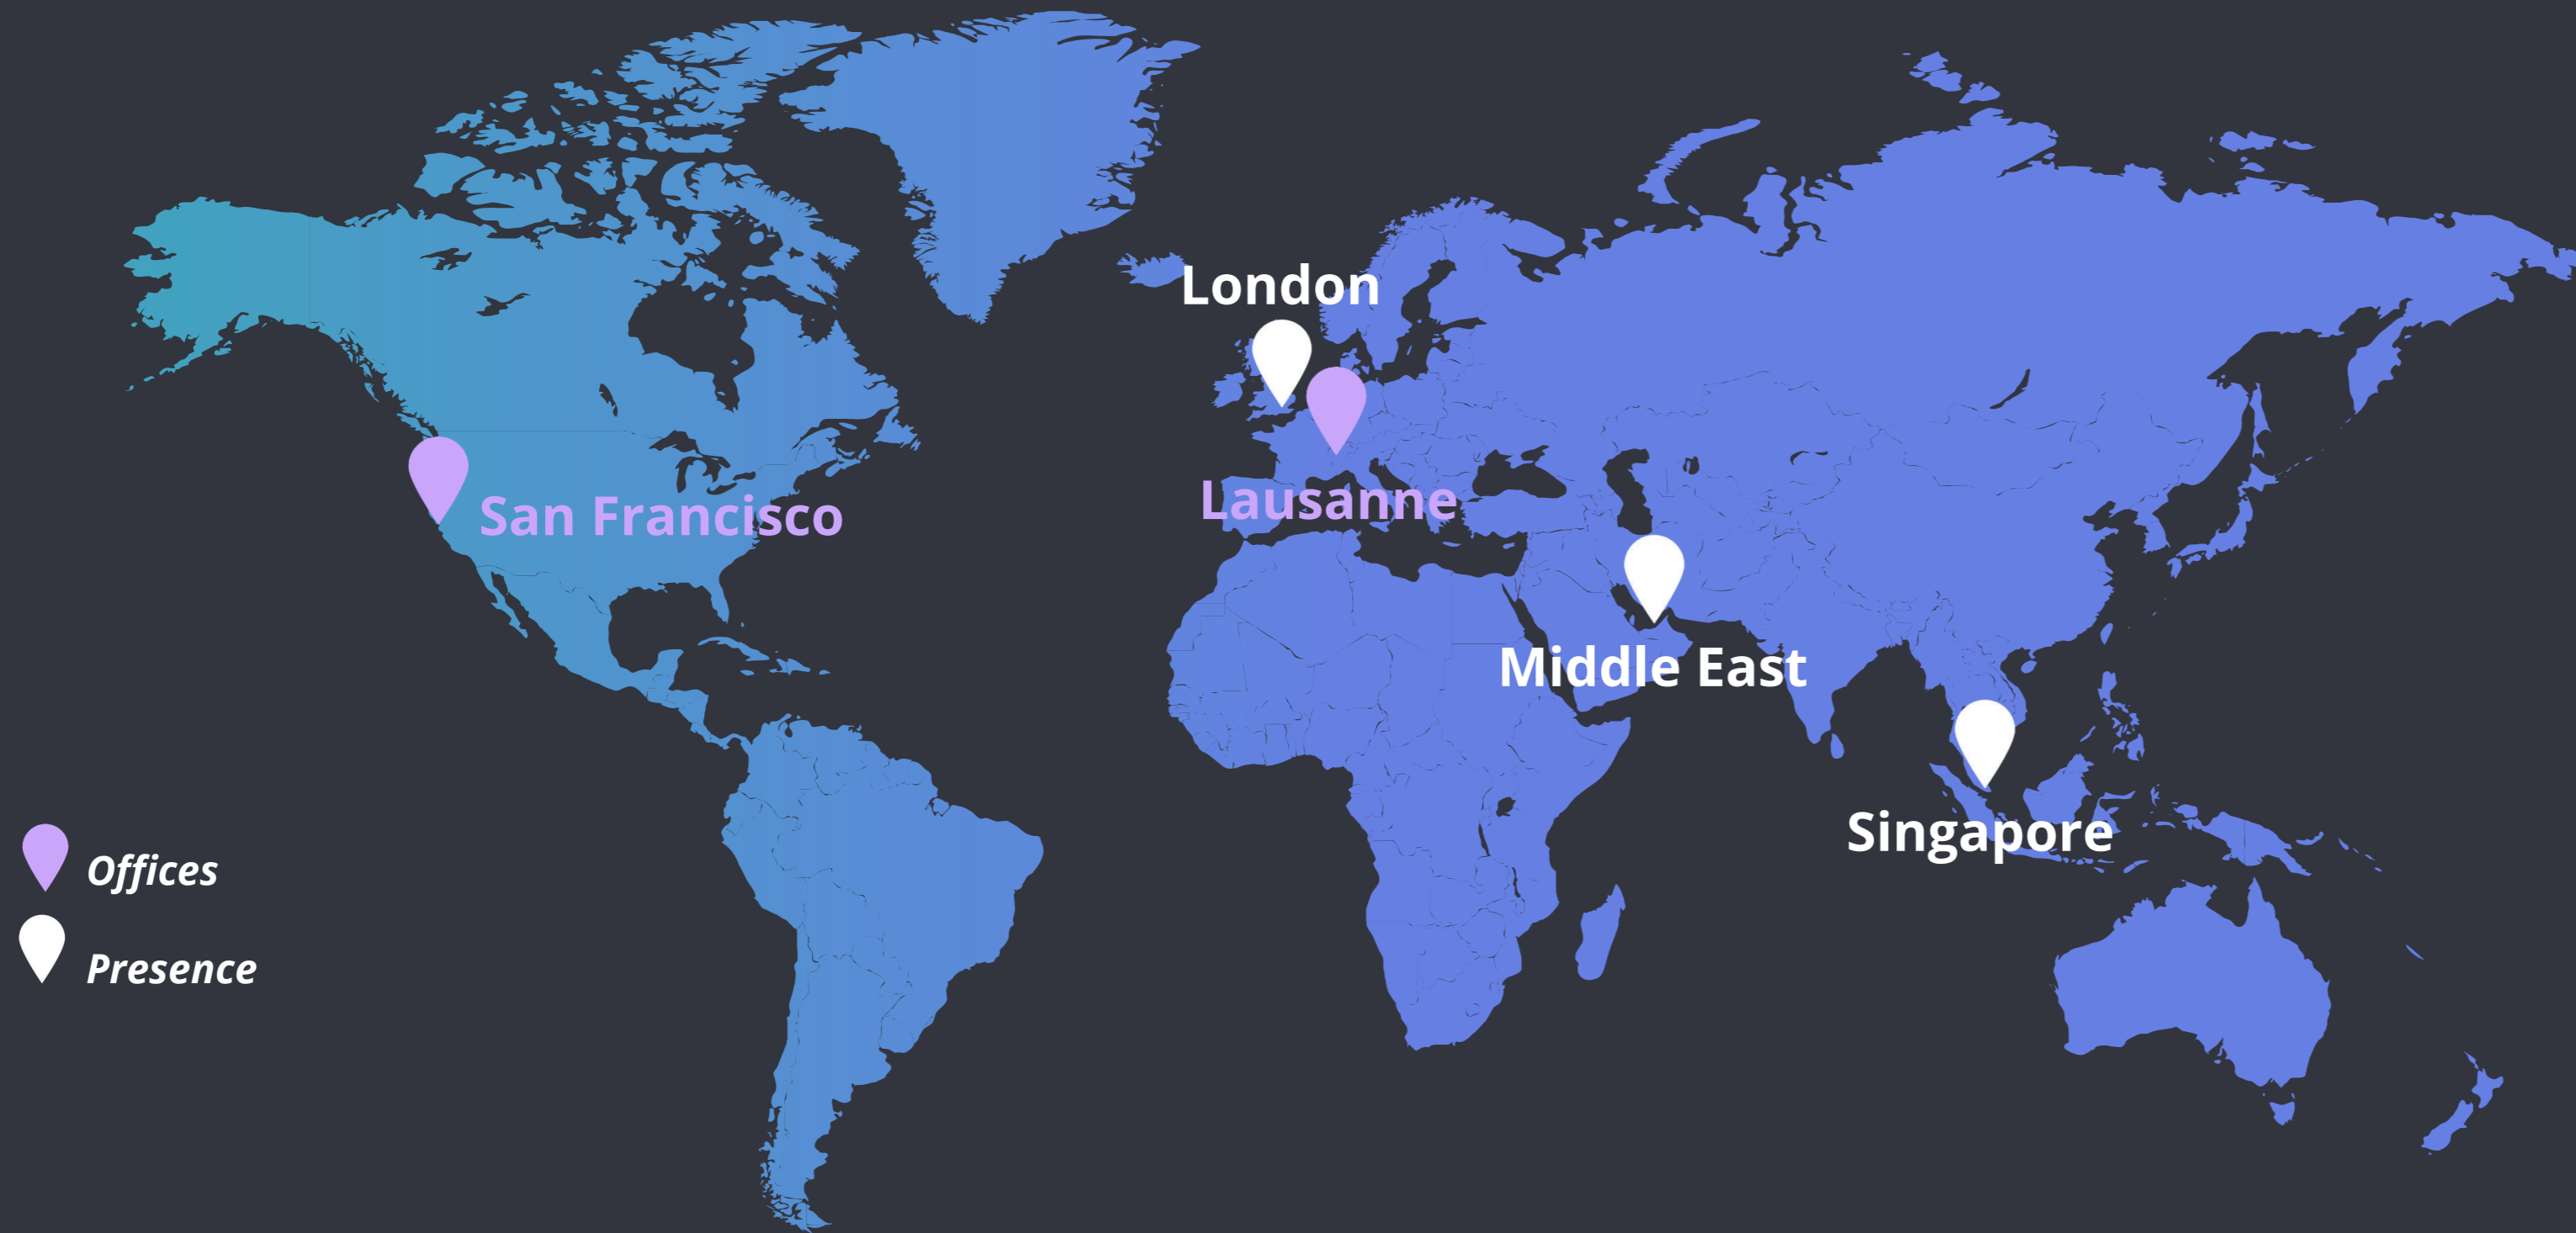 London
Lausanne
San Francisco
Middle East
Singapore
Offices
Presence